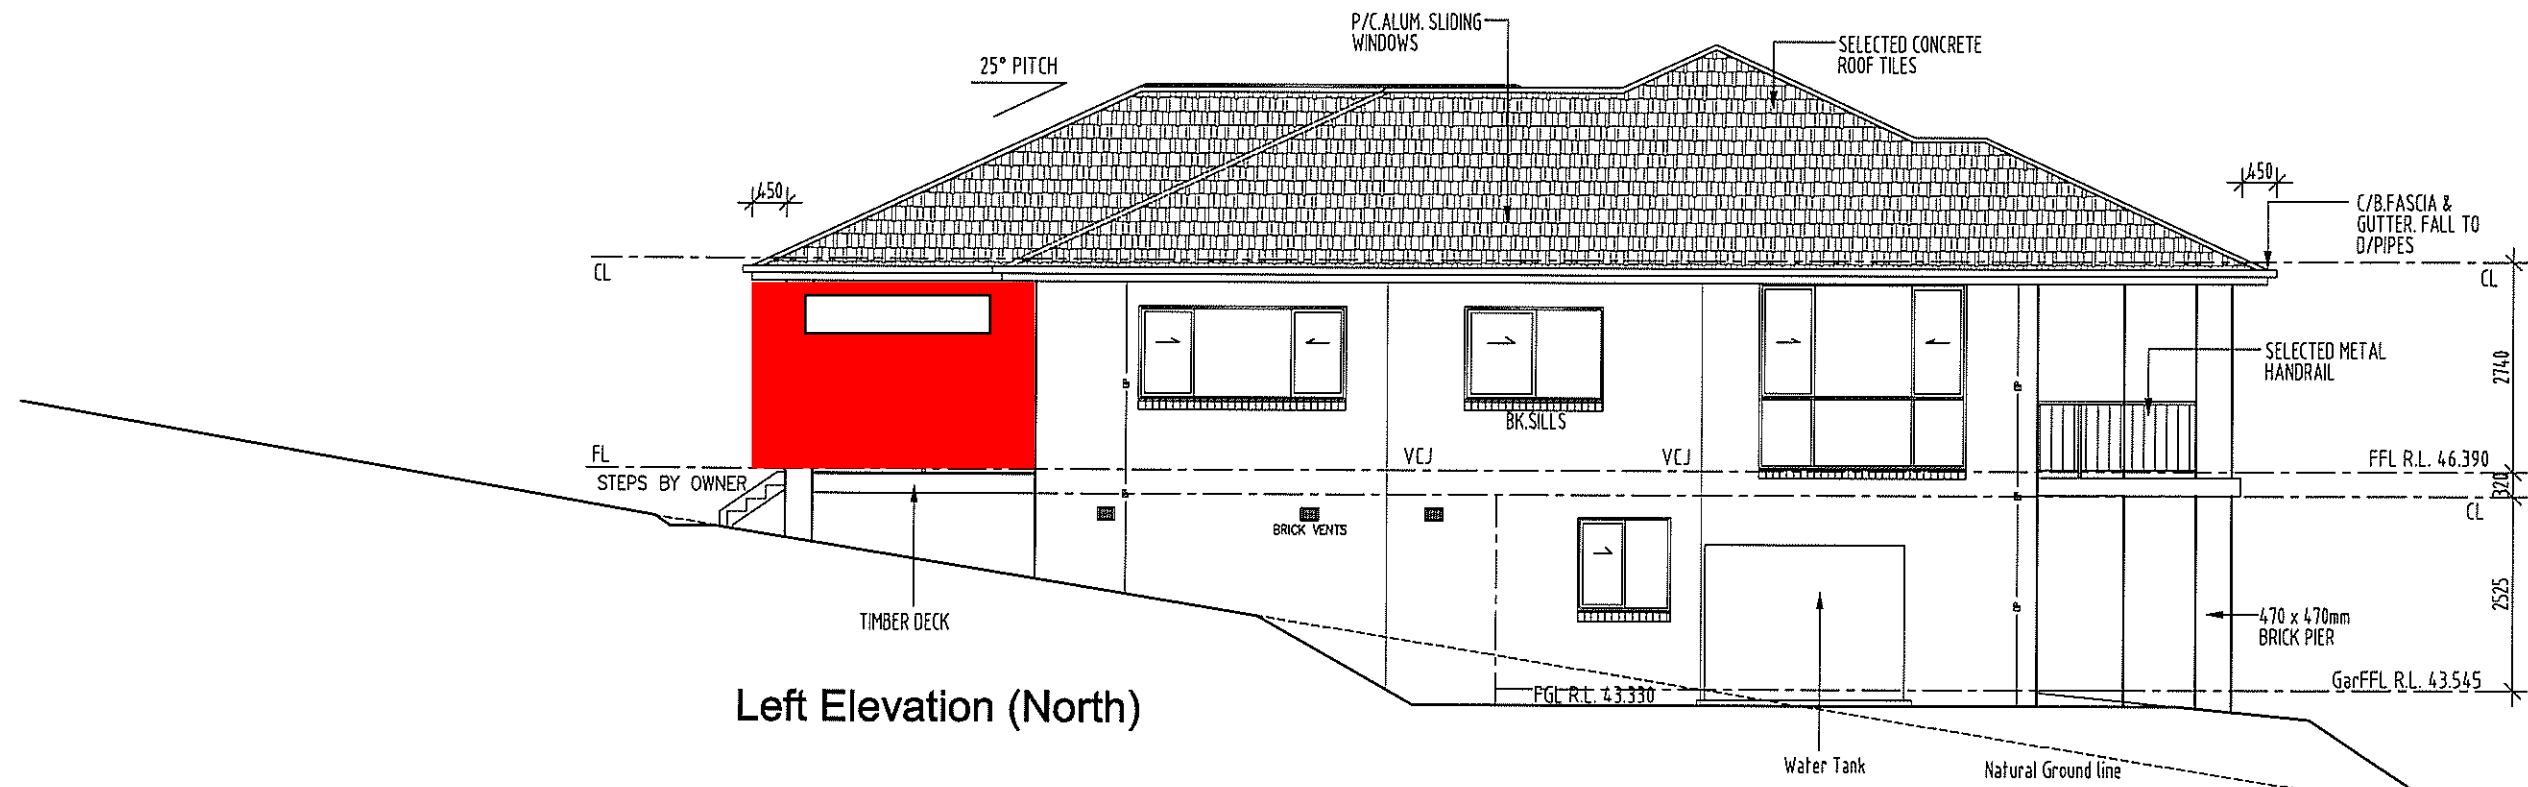 P/C.ALUM. SLIDING
WINDOWS
SELECTED CONCRETE
ROOF TILES
25° PITCH
450
450
C/B.FASCIA &
GUTTER. FALL TO
D/PIPES
CL
CL
2740
SELECTED METAL
HANDRAIL
BK.SILLS
FL
VCJ
VCJ
FFL R.L. 46.390
STEPS BY OWNER
320
CL
BRICK VENTS
2525
TIMBER DECK
470 x 470mm
BRICK PIER
GarFFL R.L. 43.545
FGL R.L. 43.330
Left Elevation (North)
Water Tank
Natural Ground line